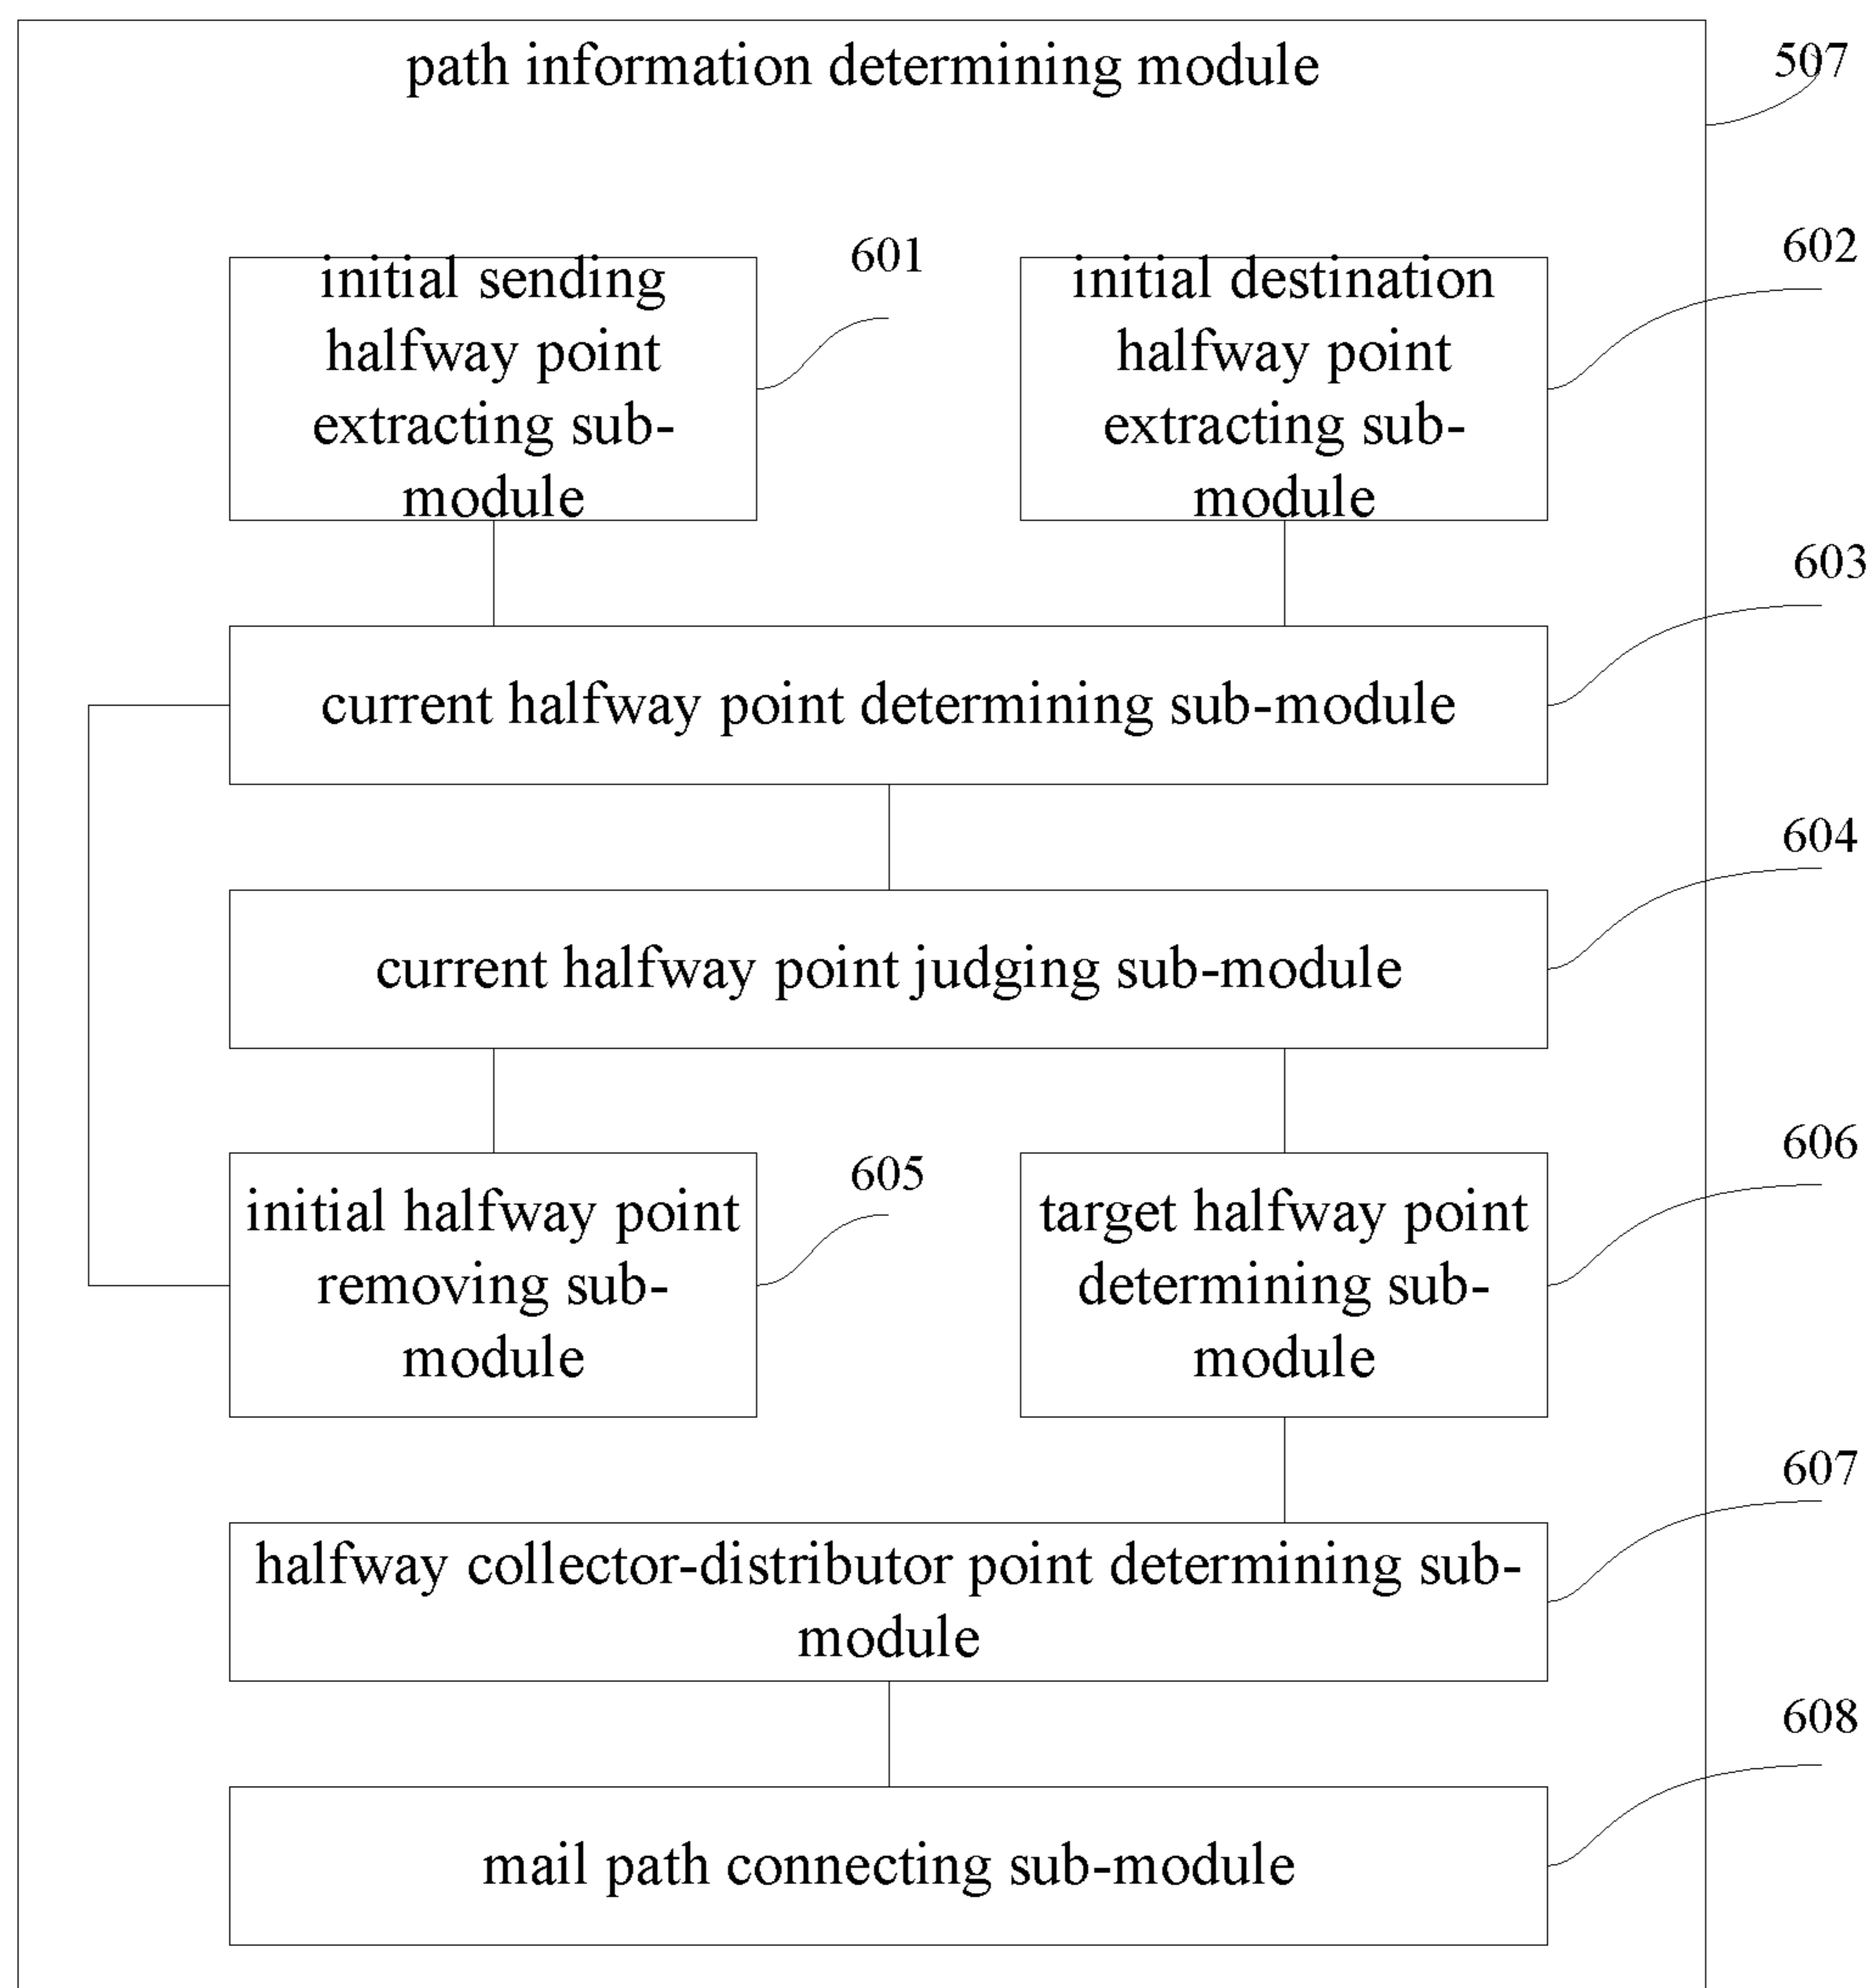 path information determining module
507
initial sending
halfway point
extracting sub-
module
601
initial destination
halfway point
extracting sub-
module
602
current halfway point determining sub-module
603
current halfway point judging sub-module
604
initial halfway point
removing sub-
module
605
target halfway point
determining sub-
module
606
halfway collector-distributor point determining sub-
module
607
mail path connecting sub-module
608